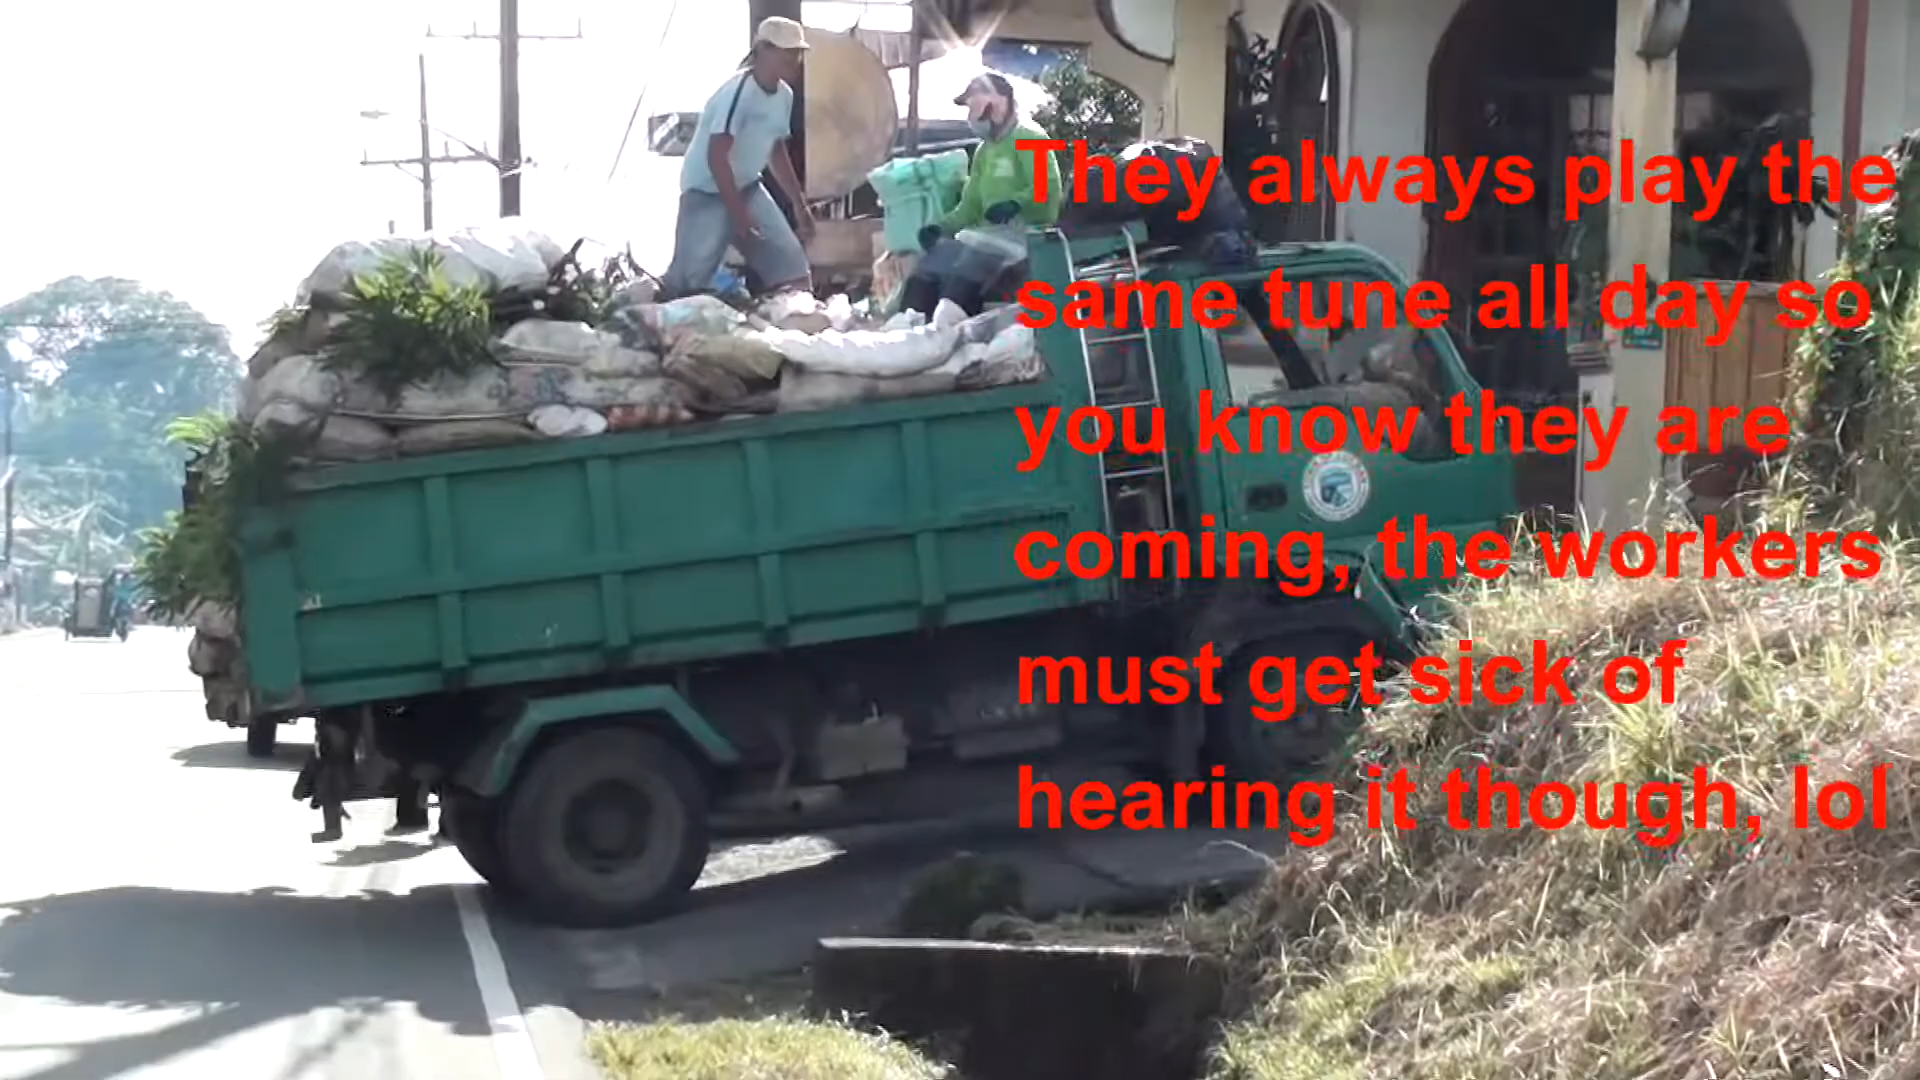 They always play the
same tune all day so
you know they are
coming, the workers
must get sick of
hearing it though, lol